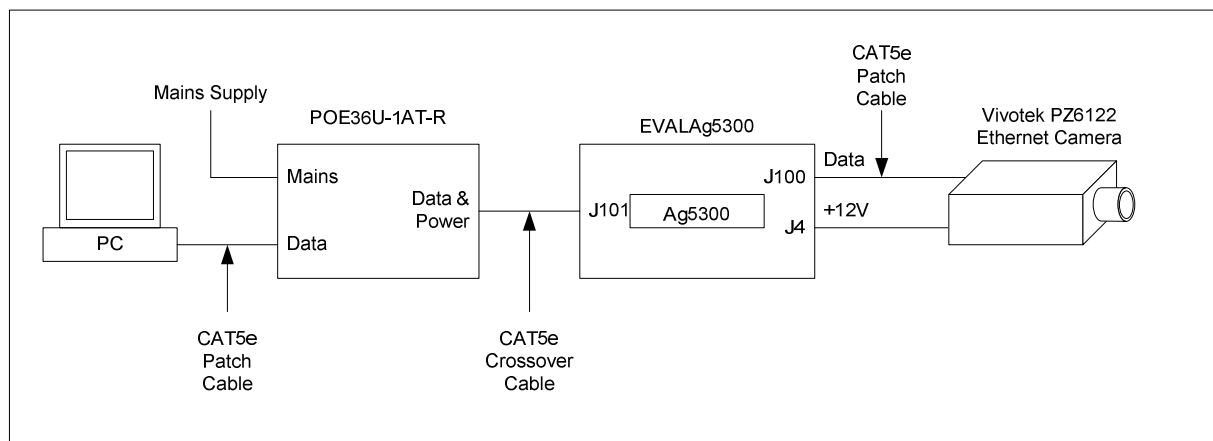 Mains Supply
POE36U-1AT-R
Mains
Data
Data &
Power
PC
CAT5e
Patch
Cable
CAT5e
Crossover
Cable
EVALAg5300
J101
Ag5300
J100
J4
Data
+12V
CAT5e
Patch
Cable
Vivotek PZ6122
Ethernet Camera